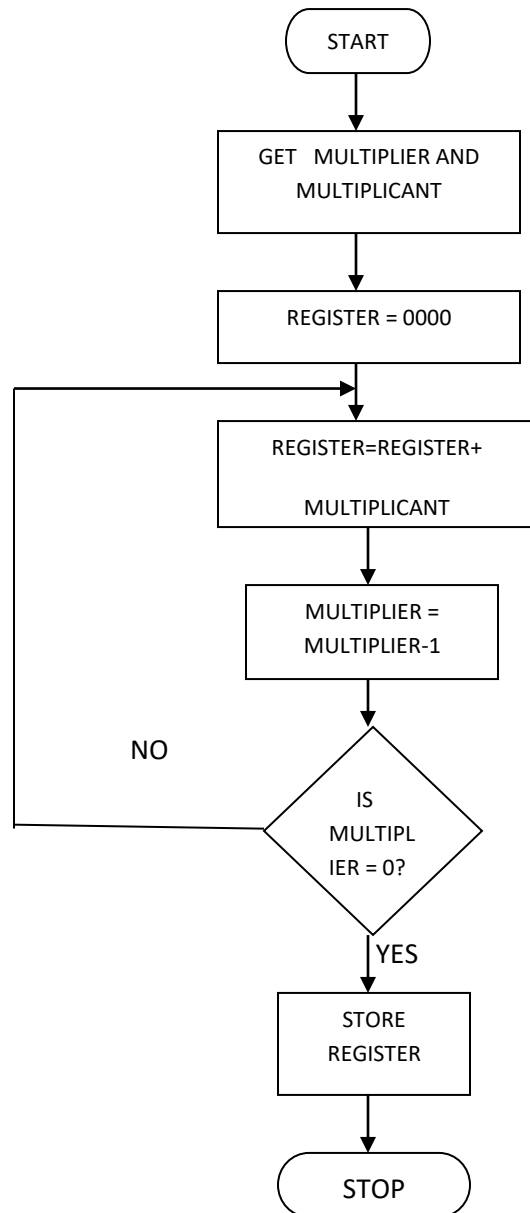 START
GET MULTIPLIER AND
MULTIPLICANT
REGISTER = 0000
REGISTER=REGISTER+
MULTIPLICANT
MULTIPLIER =
MULTIPLIER-1
NO
IS
MULTIPL
IER = 0?
YES
STORE
REGISTER
STOP